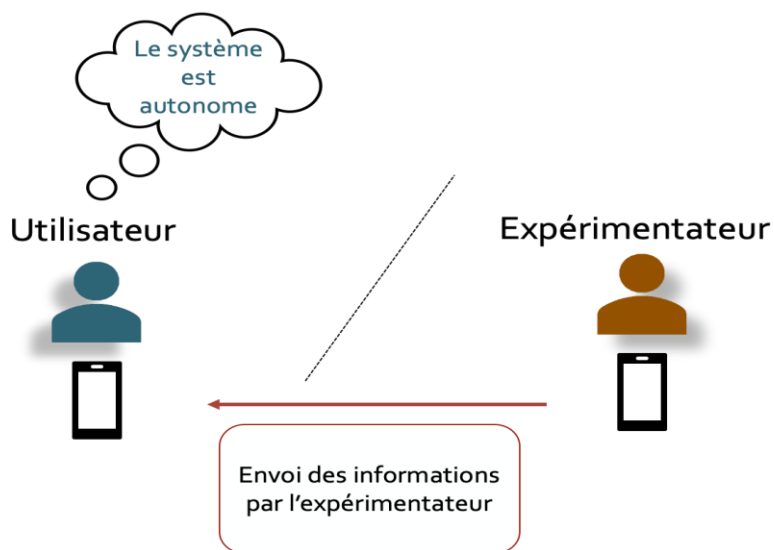 Le système
est
autonome
Utilisateur
Expérimentateur
Envoi des informations
par l'expérimentateur